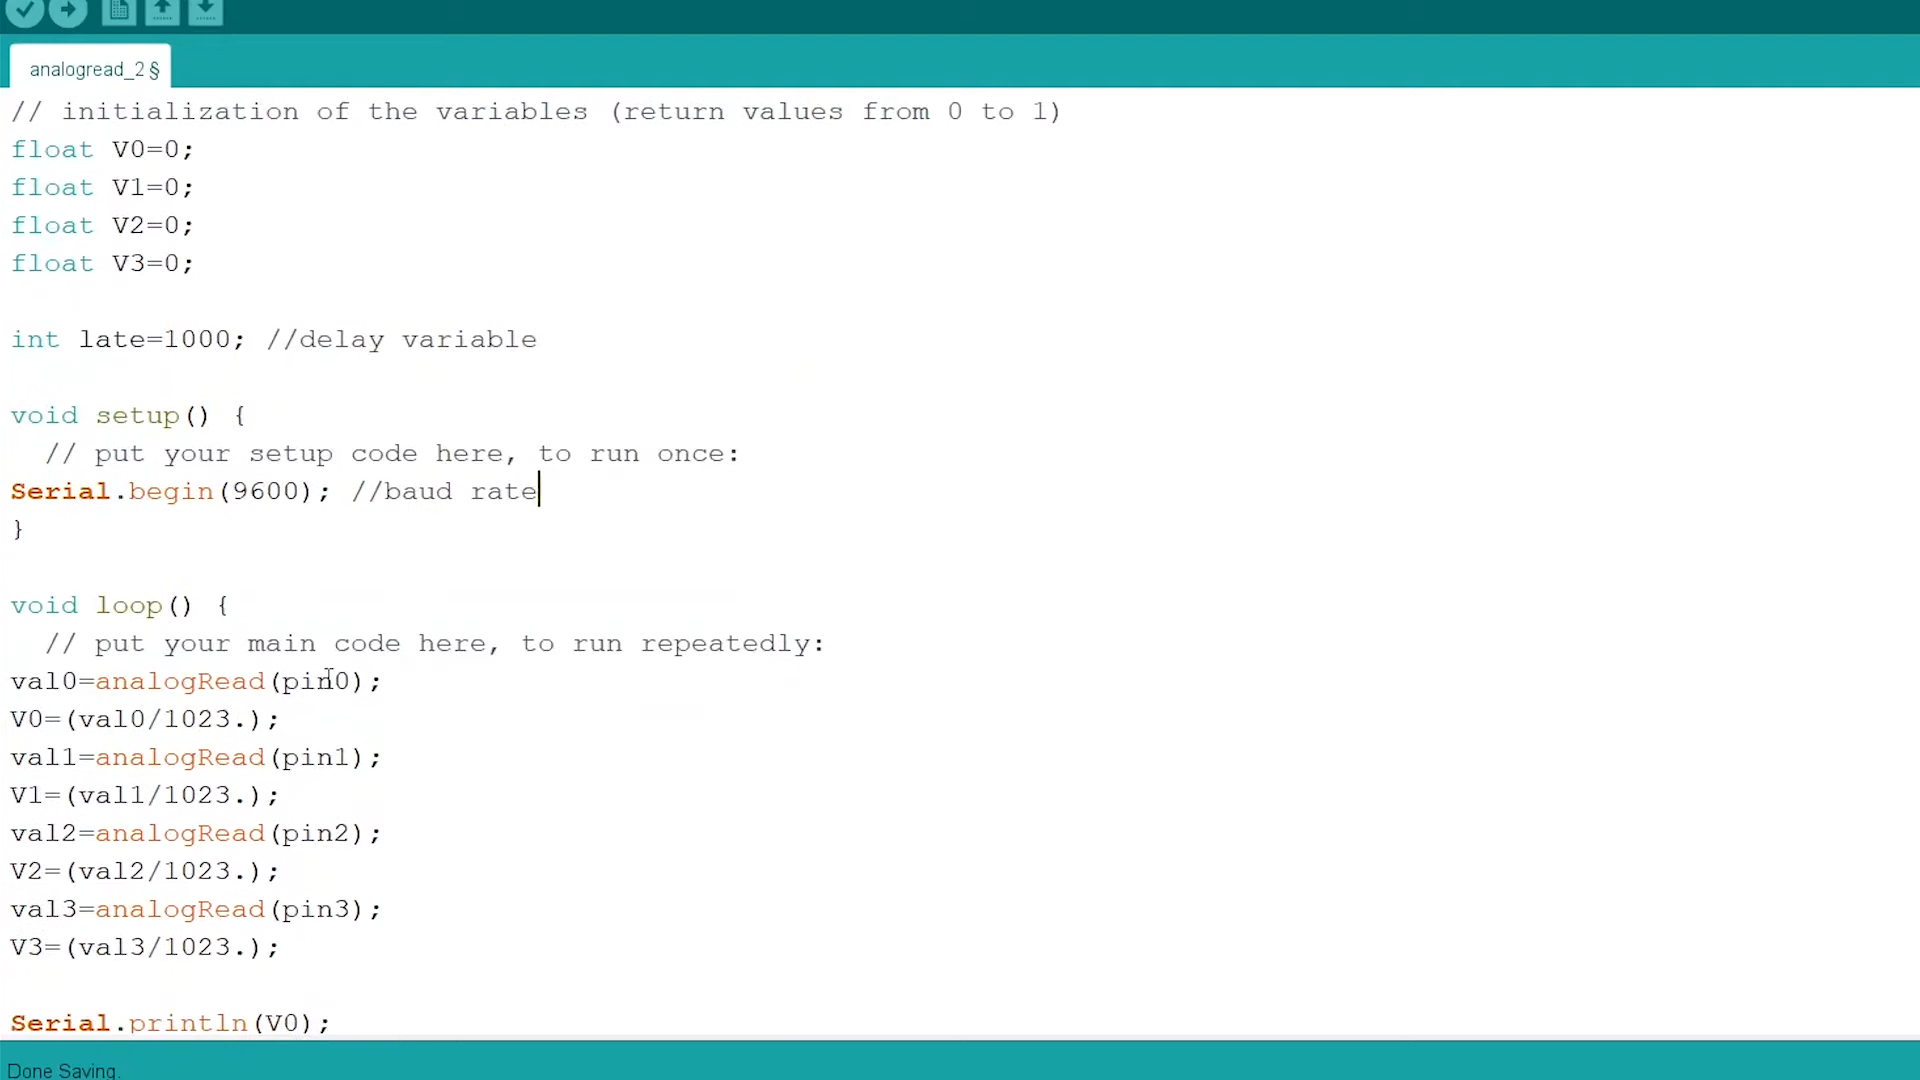 analogread_2 §
// initialization of the variables (return values from 0 to 1)
float V0=0;
float V1=0;
float V2=0;
float V3=0;
int late=1000; //delay variable
void setup() {
// put your setup code here, to run once:
Serial.begin(9600); //baud rate
}
void loop() {
// put your main code here, to run repeatedly:
val0=analogRead(pin0);
V0=(val0/1023.);
val1=analogRead(pin1);
V1=(val1/1023.);
val2=analogRead(pin2);
V2=(val2/1023.);
val3=analogRead(pin3);
V3=(val3/1023.);
Serial.println(V0);
Done Saving.